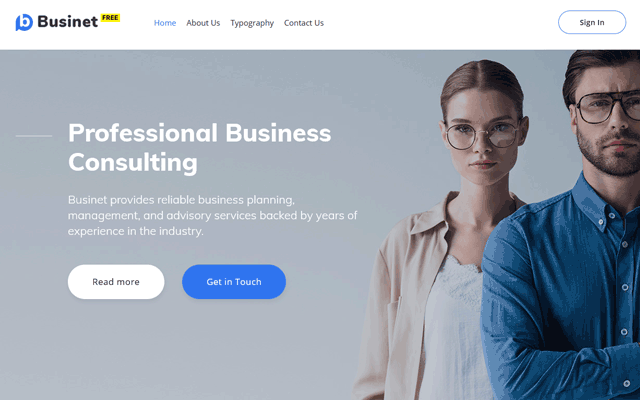 Businet FREE
Home About Us Typography Contact Us
Sign In
Professional Business
Consulting
Businet provides reliable business planning,
management, and advisory services backed by years of
experience in the industry.
Read more Get in Touch